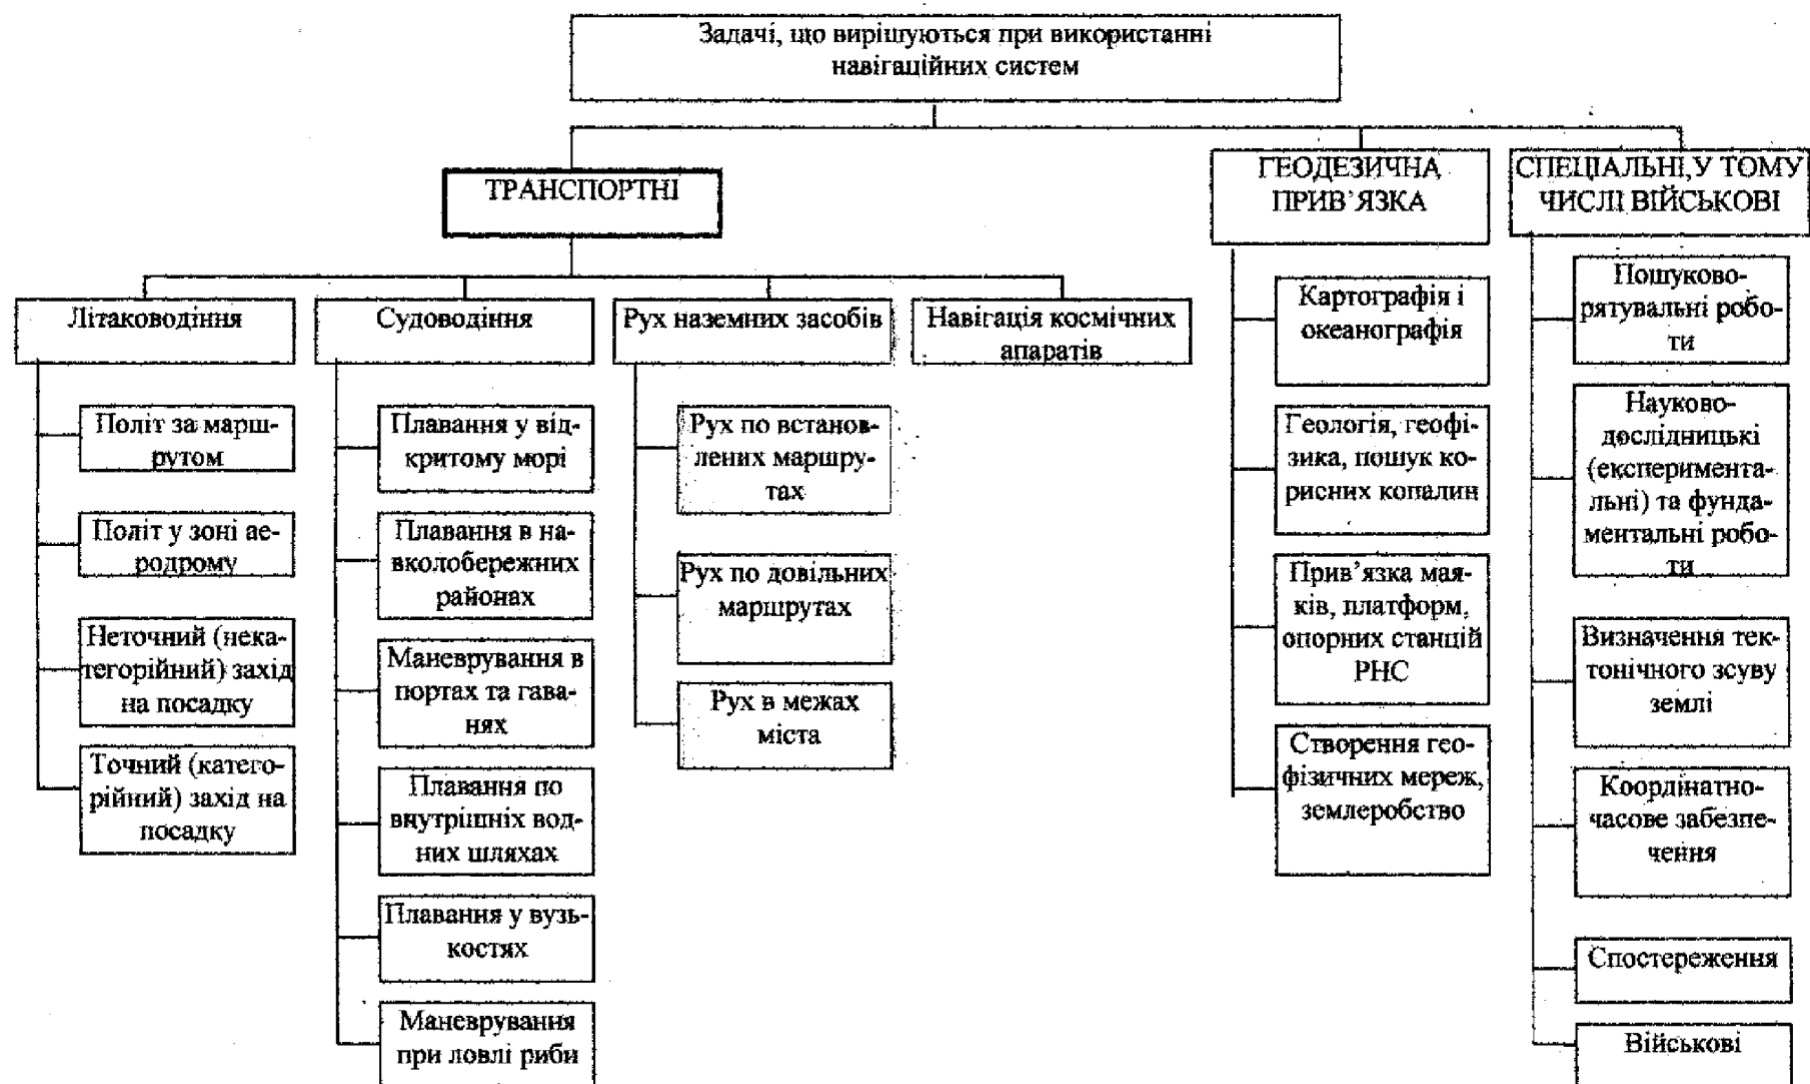 Задачі, що вирішуються при використанні
навігаційних систем
ТРАНСПОРТНІ
ГЕОДЕЗИЧНА
ПРИВ’ЯЗКА
СПЕЦІАЛЬНІ,У ТОМУ
ЧИСЛІ ВІЙСЬКОВІ
Літаководіння
Судоводіння
Рух наземних засобів
Навігація космічних
апаратів
Політ за марш-
рутом
Політ у зоні ае-
родрому
Неточний (нека-
тегорійний) захід
на посадку
Точний (катего-
рійний) захід на
посадку
Плавання у від-
критому морі
Плавання в на-
вколобережних
районах
Маневрування в
портах та гава-
нях
Плавання по
внутрішніх вод-
них шляхах
Плавання у вузь-
костях
Маневрування
при ловлі риби
Рух по встанов-
лених маршру-
тах
Рух по довільних
маршрутах
Рух в межах
міста
Картографія і
океанографія
Геологія, геофі-
зика, пошук ко-
рисних копалин
Прив’язка мая-
ків, платформ,
опорних станцій
РНС
Створення гео-
фізичних мереж,
землеробство
Пошуково-
рятувальні робо-
ти
Науково-
дослідницькі
(експеримента-
льні) та фунда-
ментальні робо-
ти
Визначення тек-
тонічного зсуву
землі
Координатно-
часове забезпе-
чення
Спостереження
Військові